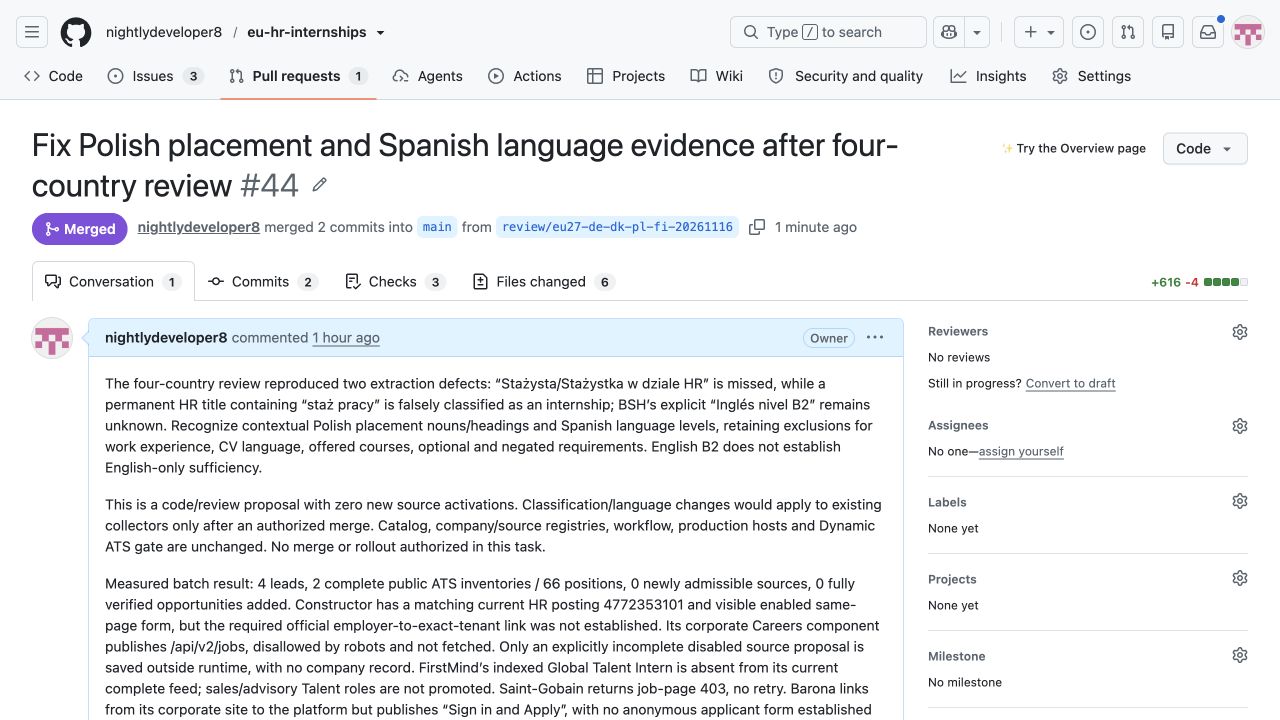 nightlydeveloper8 / eu-hr-internships
Type / to search
Code
Issues 3
Pull requests 1
Agents
Actions
Projects
Wiki
Security and quality
Insights
Settings
Fix Polish placement and Spanish language evidence after four-
country review #44
Try the Overview page
Code
Merged
nightlydeveloper8 merged 2 commits into main from review/eu27-de-dk-pl-fi-20261116 1 minute ago
Conversation 1
Commits 2
Checks 3
Files changed 6
+616 -4
nightlydeveloper8 commented 1 hour ago
Owner
The four-country review reproduced two extraction defects: “Stażysta/Stażystka w dziale HR” is missed, while a
permanent HR title containing “staż pracy” is falsely classified as an internship; BSH’s explicit “Inglés nivel B2” remains
unknown. Recognize contextual Polish placement nouns/headings and Spanish language levels, retaining exclusions for
work experience, CV language, offered courses, optional and negated requirements. English B2 does not establish
English-only sufficiency.
This is a code/review proposal with zero new source activations. Classification/language changes would apply to existing
collectors only after an authorized merge. Catalog, company/source registries, workflow, production hosts and Dynamic
ATS gate are unchanged. No merge or rollout authorized in this task.
Measured batch result: 4 leads, 2 complete public ATS inventories / 66 positions, 0 newly admissible sources, 0 fully
verified opportunities added. Constructor has a matching current HR posting 4772353101 and visible enabled same-
page form, but the required official employer-to-exact-tenant link was not established. Its corporate Careers component
publishes /api/v2/jobs, disallowed by robots and not fetched. Only an explicitly incomplete disabled source proposal is
saved outside runtime, with no company record. FirstMind’s indexed Global Talent Intern is absent from its current
complete feed; sales/advisory Talent roles are not promoted. Saint-Gobain returns job-page 403, no retry. Barona links
from its corporate site to the platform but publishes “Sign in and Apply”, with no anonymous applicant form established
Reviewers
No reviews
Still in progress? Convert to draft
Assignees
No one—assign yourself
Labels
None yet
Projects
None yet
Milestone
No milestone